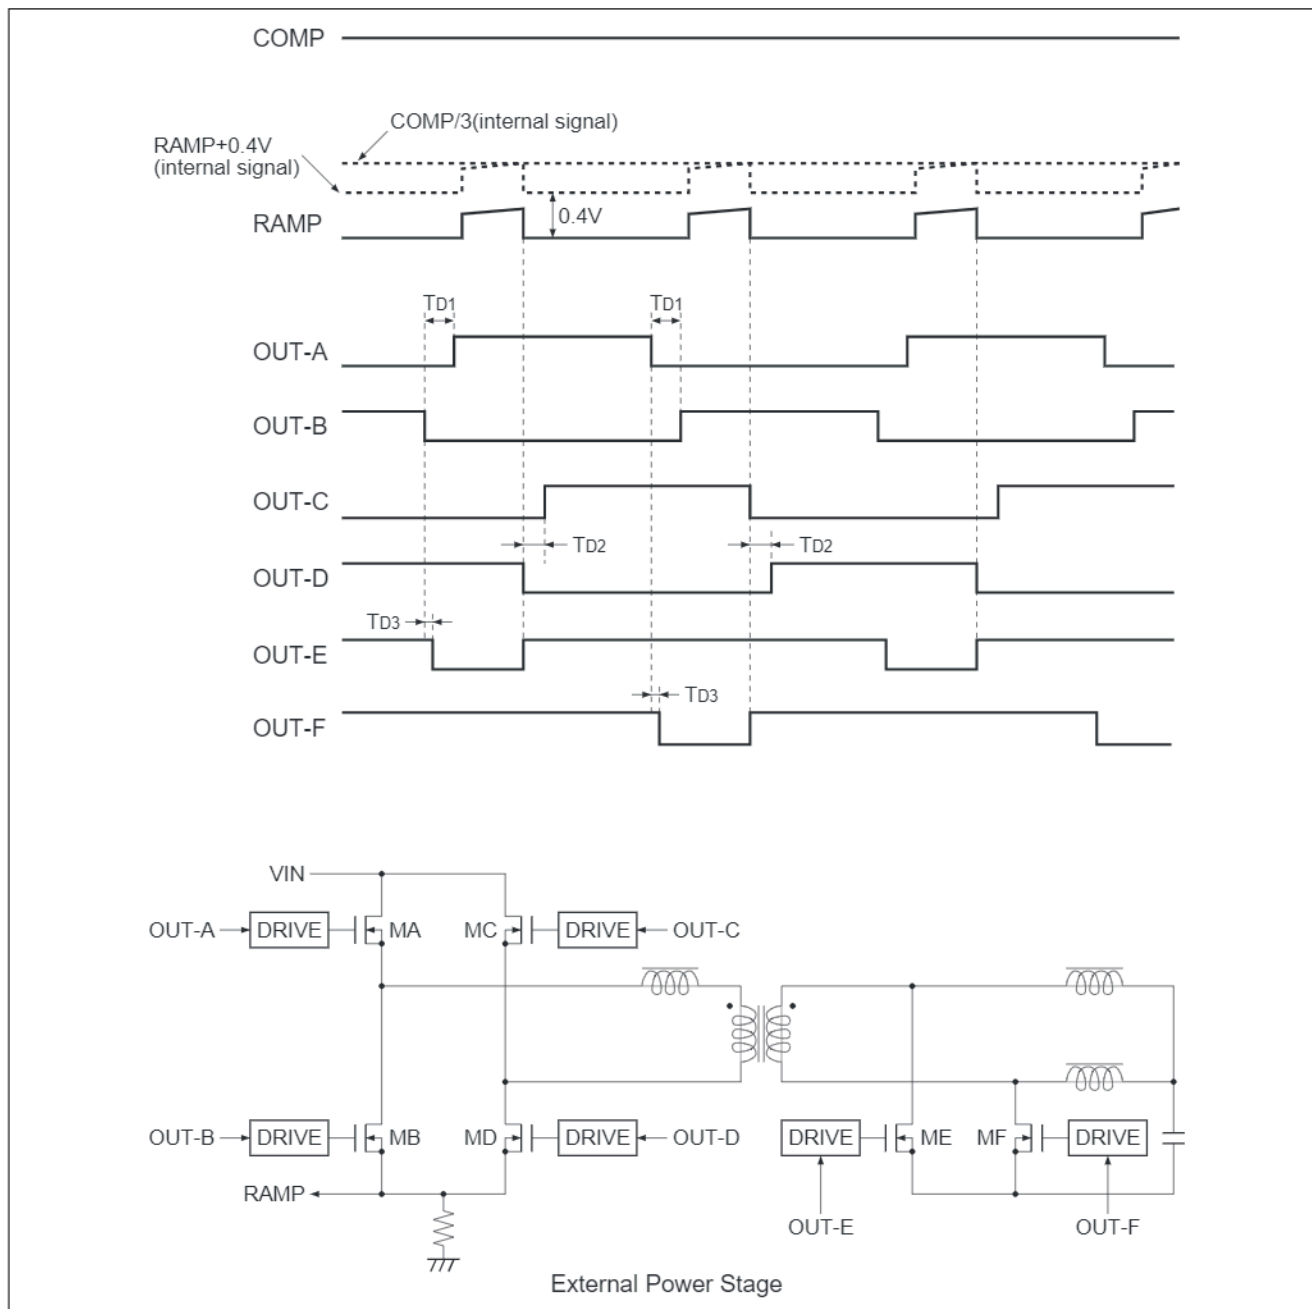 COMP
COMP/3(internal signal)
RAMP+0.4V
(internal signal)
0.4V
RAMP
TD1
TD1
OUT-A
OUT-B
OUT-C
TD2
TD2
OUT-D
TD3
OUT-E
TD3
OUT-F
VIN
OUT-A
DRIVE
MA
MC
DRIVE
OUT-C
OUT-B
DRIVE
MB
MD
DRIVE
OUT-D
DRIVE
ME
MF
DRIVE
RAMP
OUT-E
OUT-F
External Power Stage